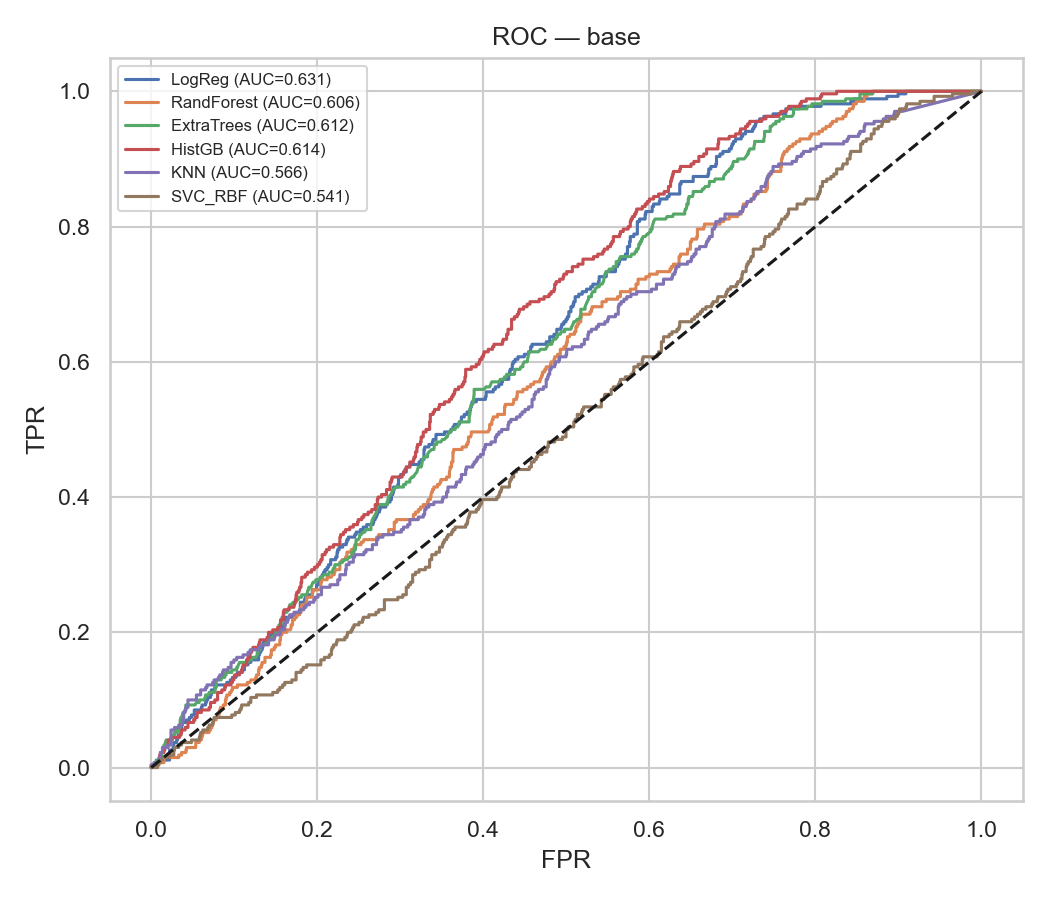 ROC — base
LogReg (AUC=0.631)
RandForest (AUC=0.606)
ExtraTrees (AUC=0.612)
HistGB (AUC=0.614)
KNN (AUC=0.566)
SVC_RBF (AUC=0.541)
1.0
0.8
0.6
0.4
0.2
0.0
TPR
0.0 0.2 0.4 0.6 0.8 1.0
FPR